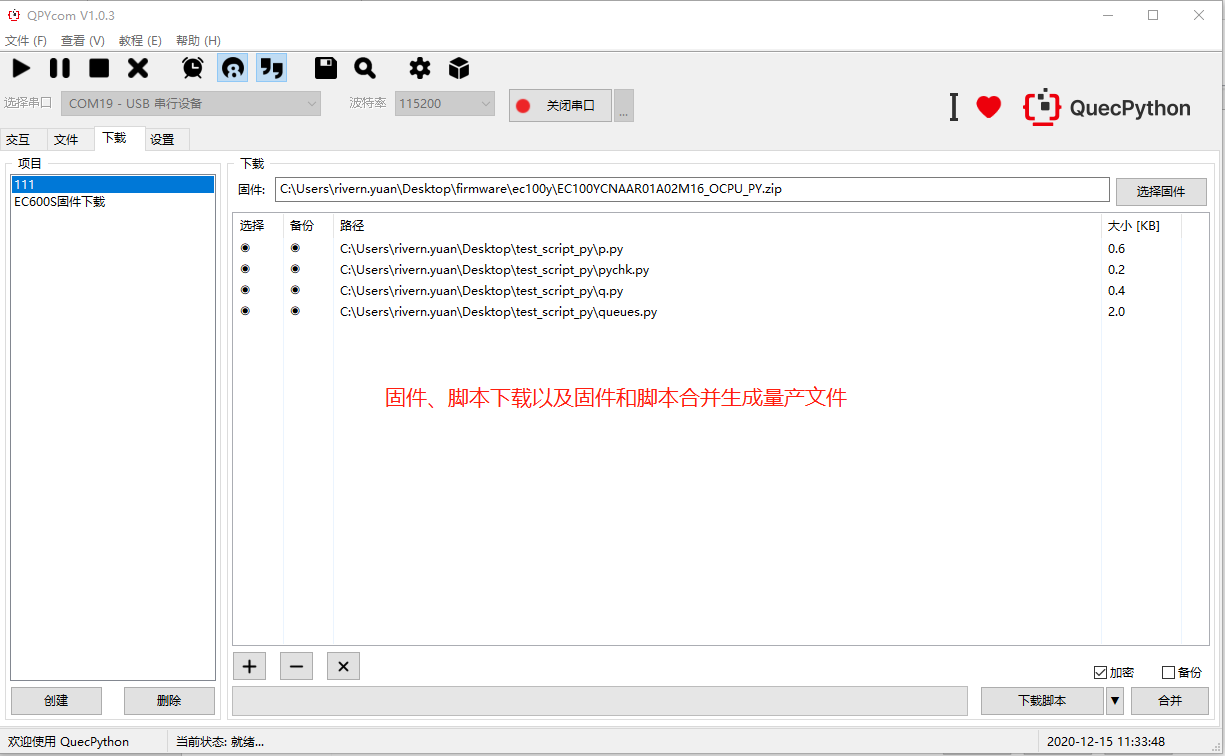 QPYcom V1.0.3
文件 (F) 查看 (V) 教程 (E) 帮助 (H)
选择串口 COM19 - USB 串行设备 波特率 115200 关闭串口 ...
I QuecPython
交互 文件 下载 设置
项目
111
EC600S固件下载
创建 删除
下载
固件: C:\Users\rivern.yuan\Desktop\firmware\ec100y\EC100YCNAAR01A02M16_OCPU_PY.zip 选择固件
选择 备份 路径 大小 [KB]
C:\Users\rivern.yuan\Desktop\test_script_py\p.py 0.6
C:\Users\rivern.yuan\Desktop\test_script_py\pychk.py 0.2
C:\Users\rivern.yuan\Desktop\test_script_py\q.py 0.4
C:\Users\rivern.yuan\Desktop\test_script_py\queues.py 2.0
固件、脚本下载以及固件和脚本合并生成量产文件
加密 备份
下载脚本 合并
欢迎使用 QuecPython 当前状态: 就绪... 2020-12-15 11:33:48